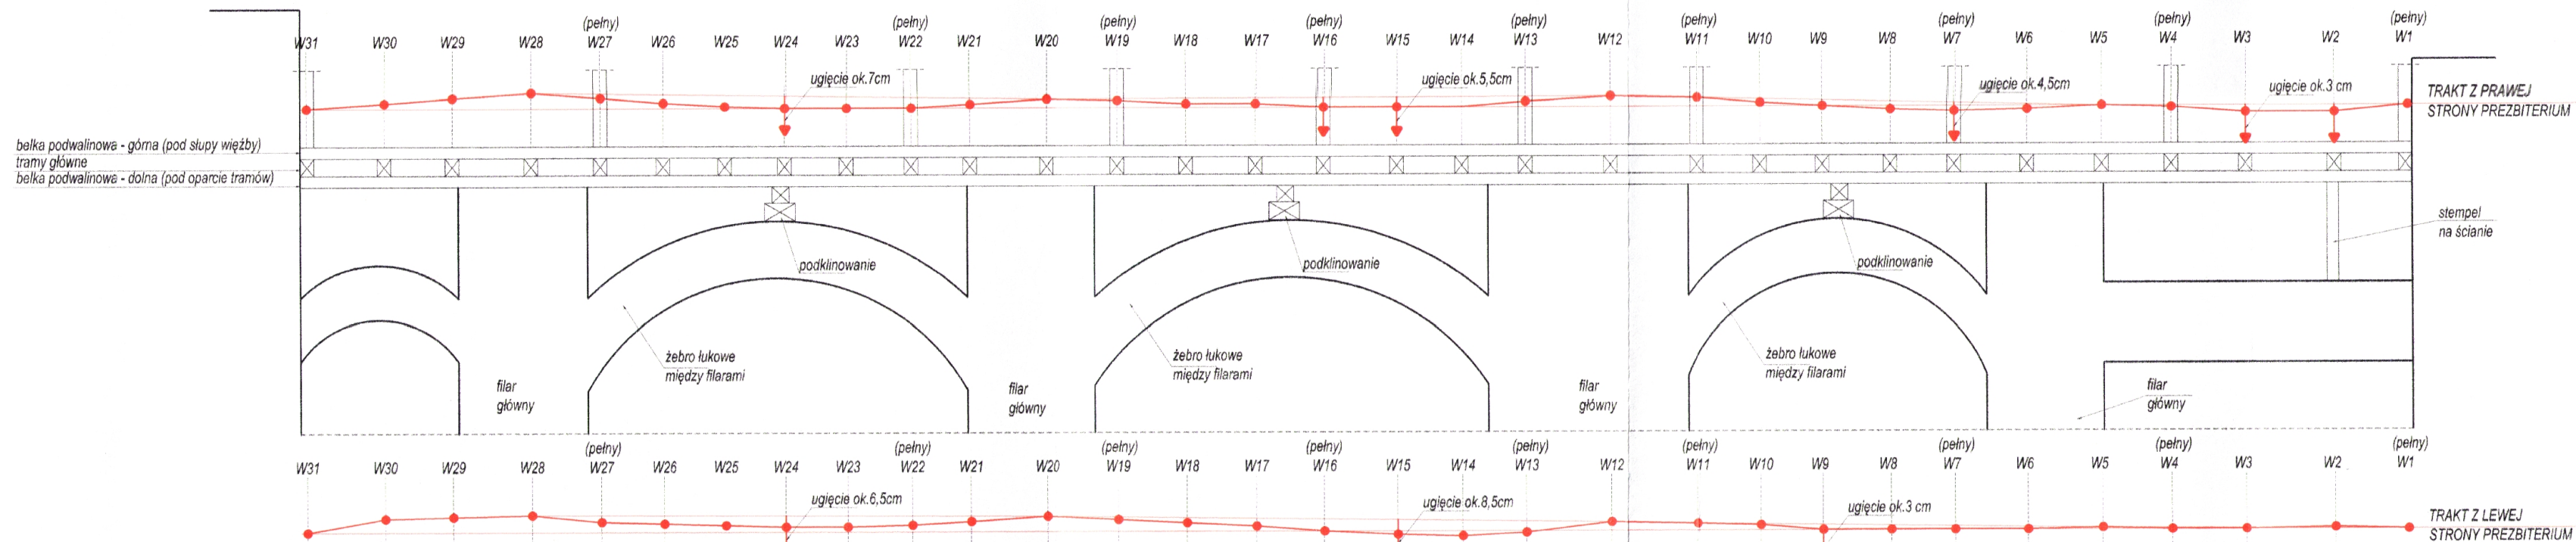 (pełny) (pełny) (pełny) (pełny) (pełny) (pełny) (pełny) (pełny) (pełny)
W31 W30 W29 W28 W27 W26 W25 W24 W23 W22 W21 W20 W19 W18 W17 W16 W15 W14 W13 W12 W11 W10 W9 W8 W7 W6 W5 W4 W3 W2 W1
ugięcie ok.7cm ugięcie ok.5,5cm ugięcie ok.4,5cm ugięcie ok.3 cm
TRAKT Z PRAWEJ
STRONY PREZBITERIUM
belka podwalinowa - górna (pod słupy więźby)
tramy główne
belka podwalinowa - dolna (pod oparcie tramów)
stempel
na ścianie
podklinowanie podklinowanie podklinowanie
żebro łukowe
między filarami
żebro łukowe
między filarami
żebro łukowe
między filarami
filar
główny
filar
główny
filar
główny
filar
główny
(pełny) (pełny) (pełny) (pełny) (pełny) (pełny) (pełny) (pełny) (pełny)
W31 W30 W29 W28 W27 W26 W25 W24 W23 W22 W21 W20 W19 W18 W17 W16 W15 W14 W13 W12 W11 W10 W9 W8 W7 W6 W5 W4 W3 W2 W1
ugięcie ok.6,5cm ugięcie ok.8,5cm ugięcie ok.3 cm
TRAKT Z LEWEJ
STRONY PREZBITERIUM